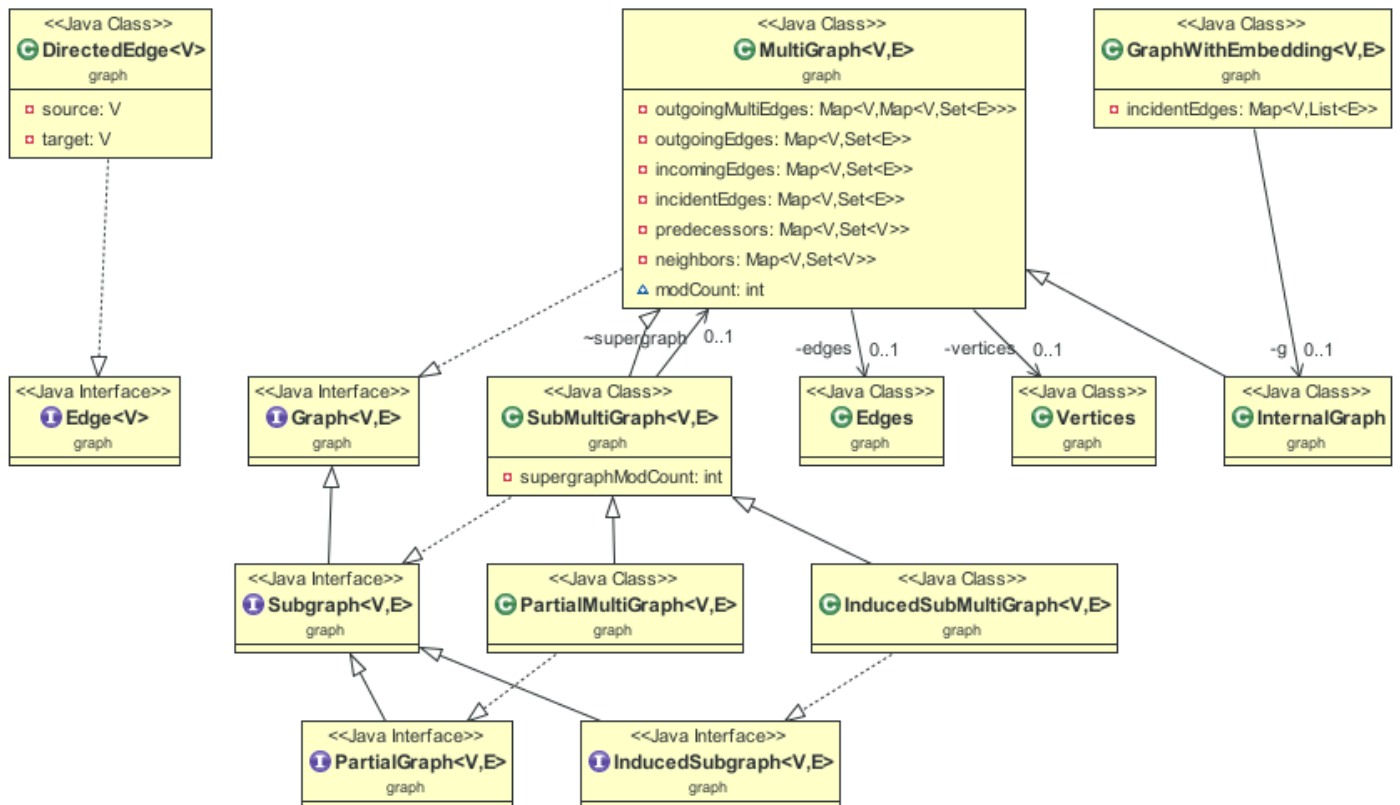 <<Java Class>>
DirectedEdge<V>
graph
source: V
target: V
<<Java Class>>
MultiGraph<V,E>
graph
outgoingMultiEdges: Map<V,Map<V,Set<E>>>
outgoingEdges: Map<V,Set<E>>
incomingEdges: Map<V,Set<E>>
incidentEdges: Map<V,Set<E>>
predecessors: Map<V,Set<V>>
neighbors: Map<V,Set<V>>
modCount: int
<<Java Class>>
GraphWithEmbedding<V,E>
graph
incidentEdges: Map<V,List<E>>
~supergraph 0..1
-edges 0..1
-vertices 0..1
-g 0..1
<<Java Interface>>
Edge<V>
graph
<<Java Interface>>
Graph<V,E>
graph
<<Java Class>>
SubMultiGraph<V,E>
graph
supergraphModCount: int
<<Java Class>>
Edges
graph
<<Java Class>>
Vertices
graph
<<Java Class>>
InternalGraph
graph
<<Java Interface>>
Subgraph<V,E>
graph
<<Java Class>>
PartialMultiGraph<V,E>
graph
<<Java Class>>
InducedSubMultiGraph<V,E>
graph
<<Java Interface>>
PartialGraph<V,E>
graph
<<Java Interface>>
InducedSubgraph<V,E>
graph